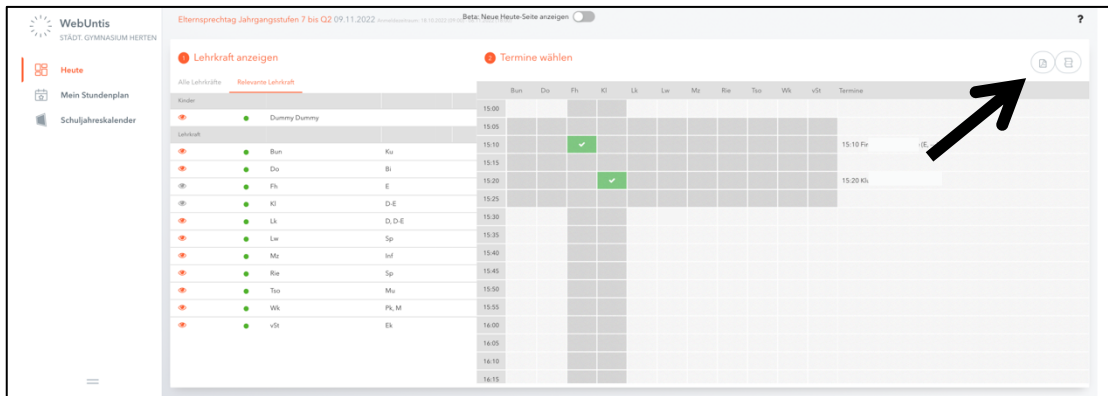 WebUntis
STÄDT. GYMNASIUM HERTEN
Heute
Mein Stundenplan
Schuljahreskalender
Elternsprechtag Jahrgangsstufen 7 bis Q2 09.11.2022
Beta: Neue Heute-Seite anzeigen
?
1 Lehrkraft anzeigen
Alle Lehrkräfte Relevante Lehrkraft
Kinder
Dummy Dummy
Lehrkraft
Bun Ku
Do Bi
Fh E
Kl D-E
Lk D, D-E
Lw Sp
Mz Inf
Rie Sp
Tso Mu
Wk Pk, M
vSt Ek
2 Termine wählen
Bun Do Fh Kl Lk Lw Mz Rie Tso Wk vSt Termine
15:00
15:05
15:10 15:10 (E,
15:15
15:20 15:20
15:25
15:30
15:35
15:40
15:45
15:50
15:55
16:00
16:05
16:10
16:15